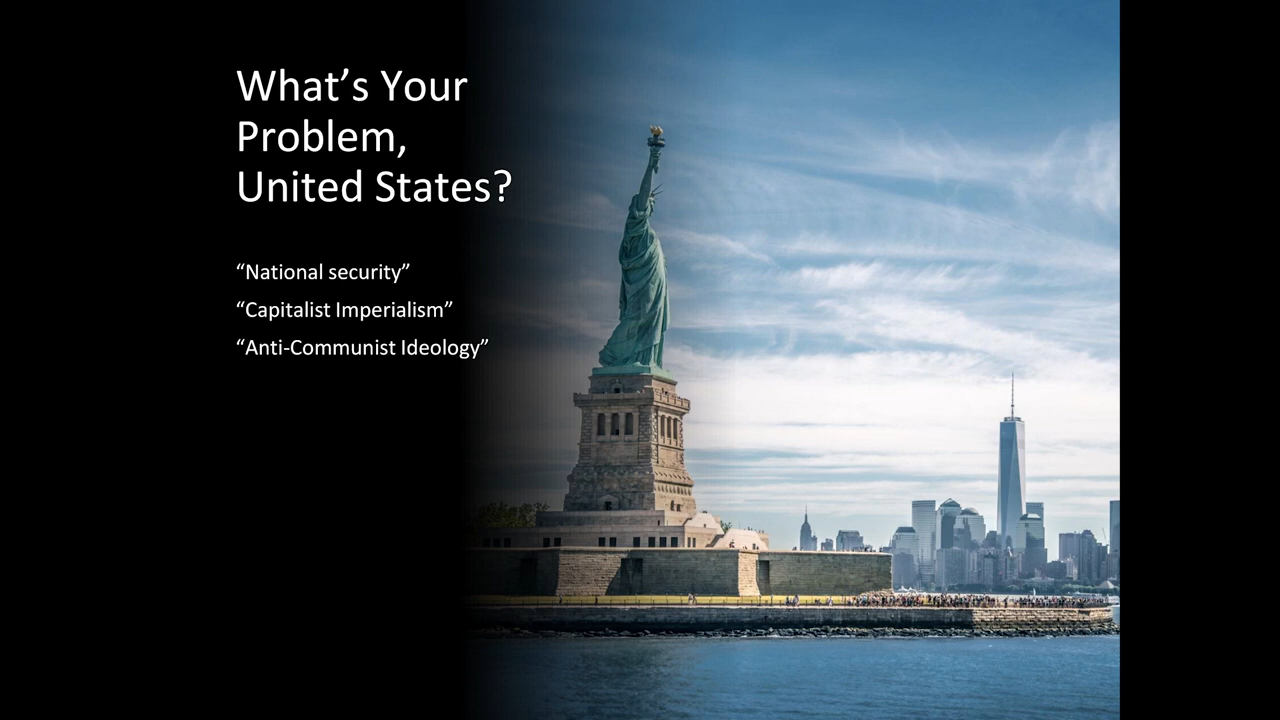 What’s Your
Problem,
United States?
“National security”
“Capitalist Imperialism”
“Anti-Communist Ideology”